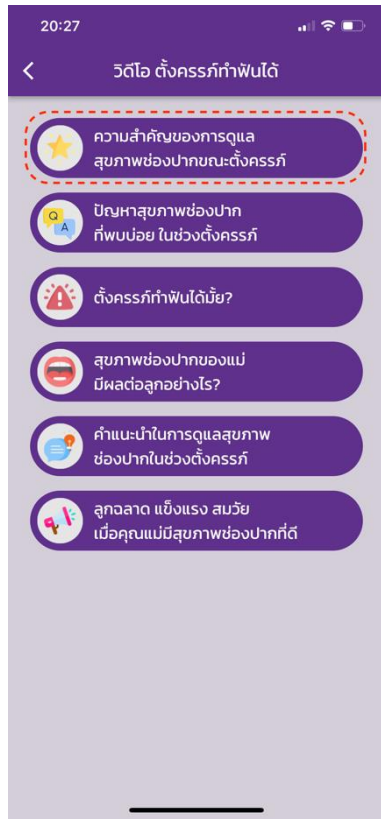 20:27
วิดีโอ ตั้งครรภ์ทำฟันได้
ความสำคัญของการดูแล
สุขภาพช่องปากขณะตั้งครรภ์
Q
A
ปัญหาสุขภาพช่องปาก
ที่พบบ่อย ในช่วงตั้งครรภ์
ตั้งครรภ์ทำฟันได้มั้ย?
สุขภาพช่องปากของแม่
มีผลต่อลูกอย่างไร?
คำแนะนำในการดูแลสุขภาพ
ช่องปากในช่วงตั้งครรภ์
ลูกฉลาด แข็งแรง สมวัย
เมื่อคุณแม่มีสุขภาพช่องปากที่ดี